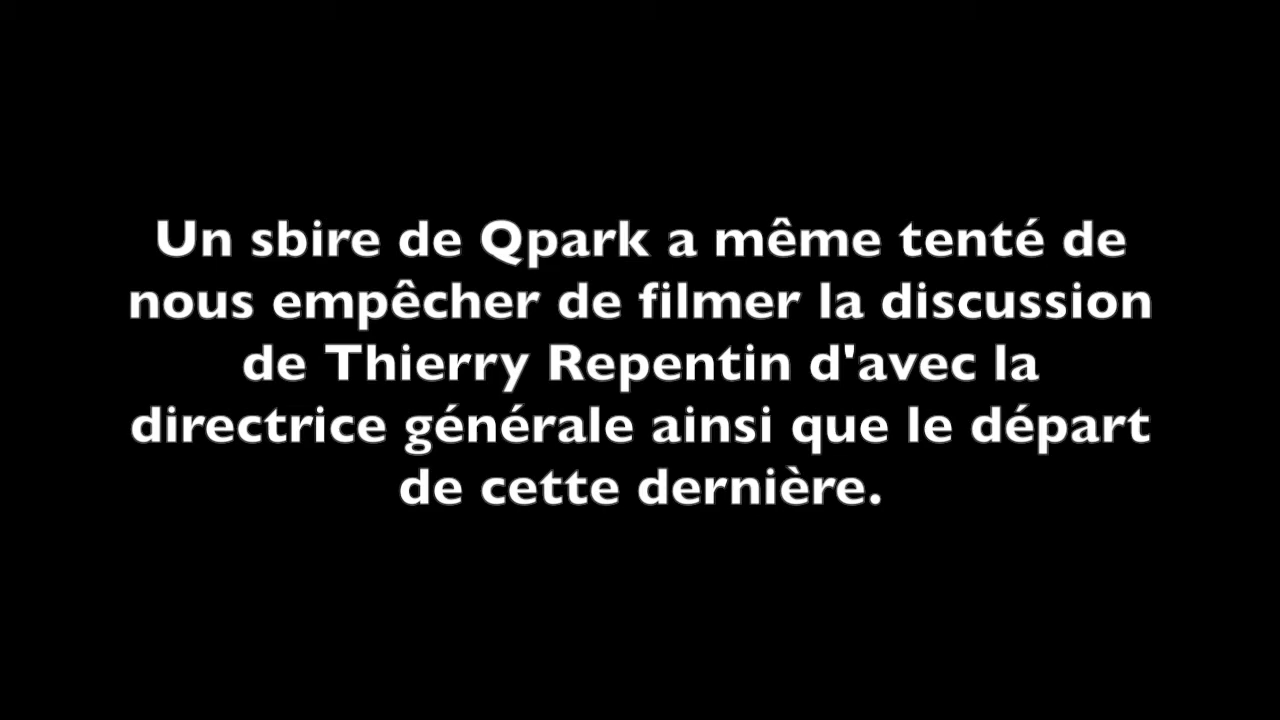 Un sbire de Qpark a même tenté de
nous empêcher de filmer la discussion
de Thierry Repentin d'avec la
directrice générale ainsi que le départ
de cette dernière.